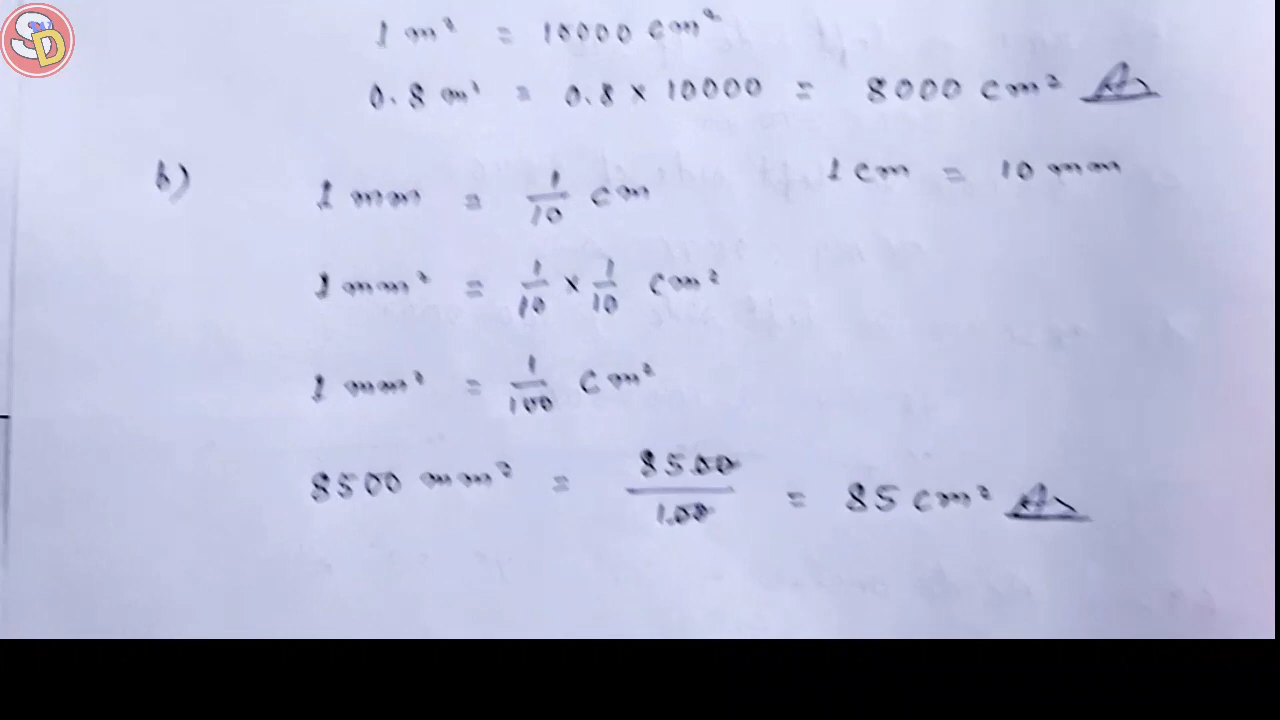 SD
1 m² = 10000 cm²
0.8 m² = 0.8 × 10000 = 8000 cm² A
b) 1 mm = 1/10 cm 1 cm = 10 mm
1 mm² = 1/10 × 1/10 cm²
1 mm² = 1/100 cm²
8500 mm² = 8500/100 = 85 cm² A